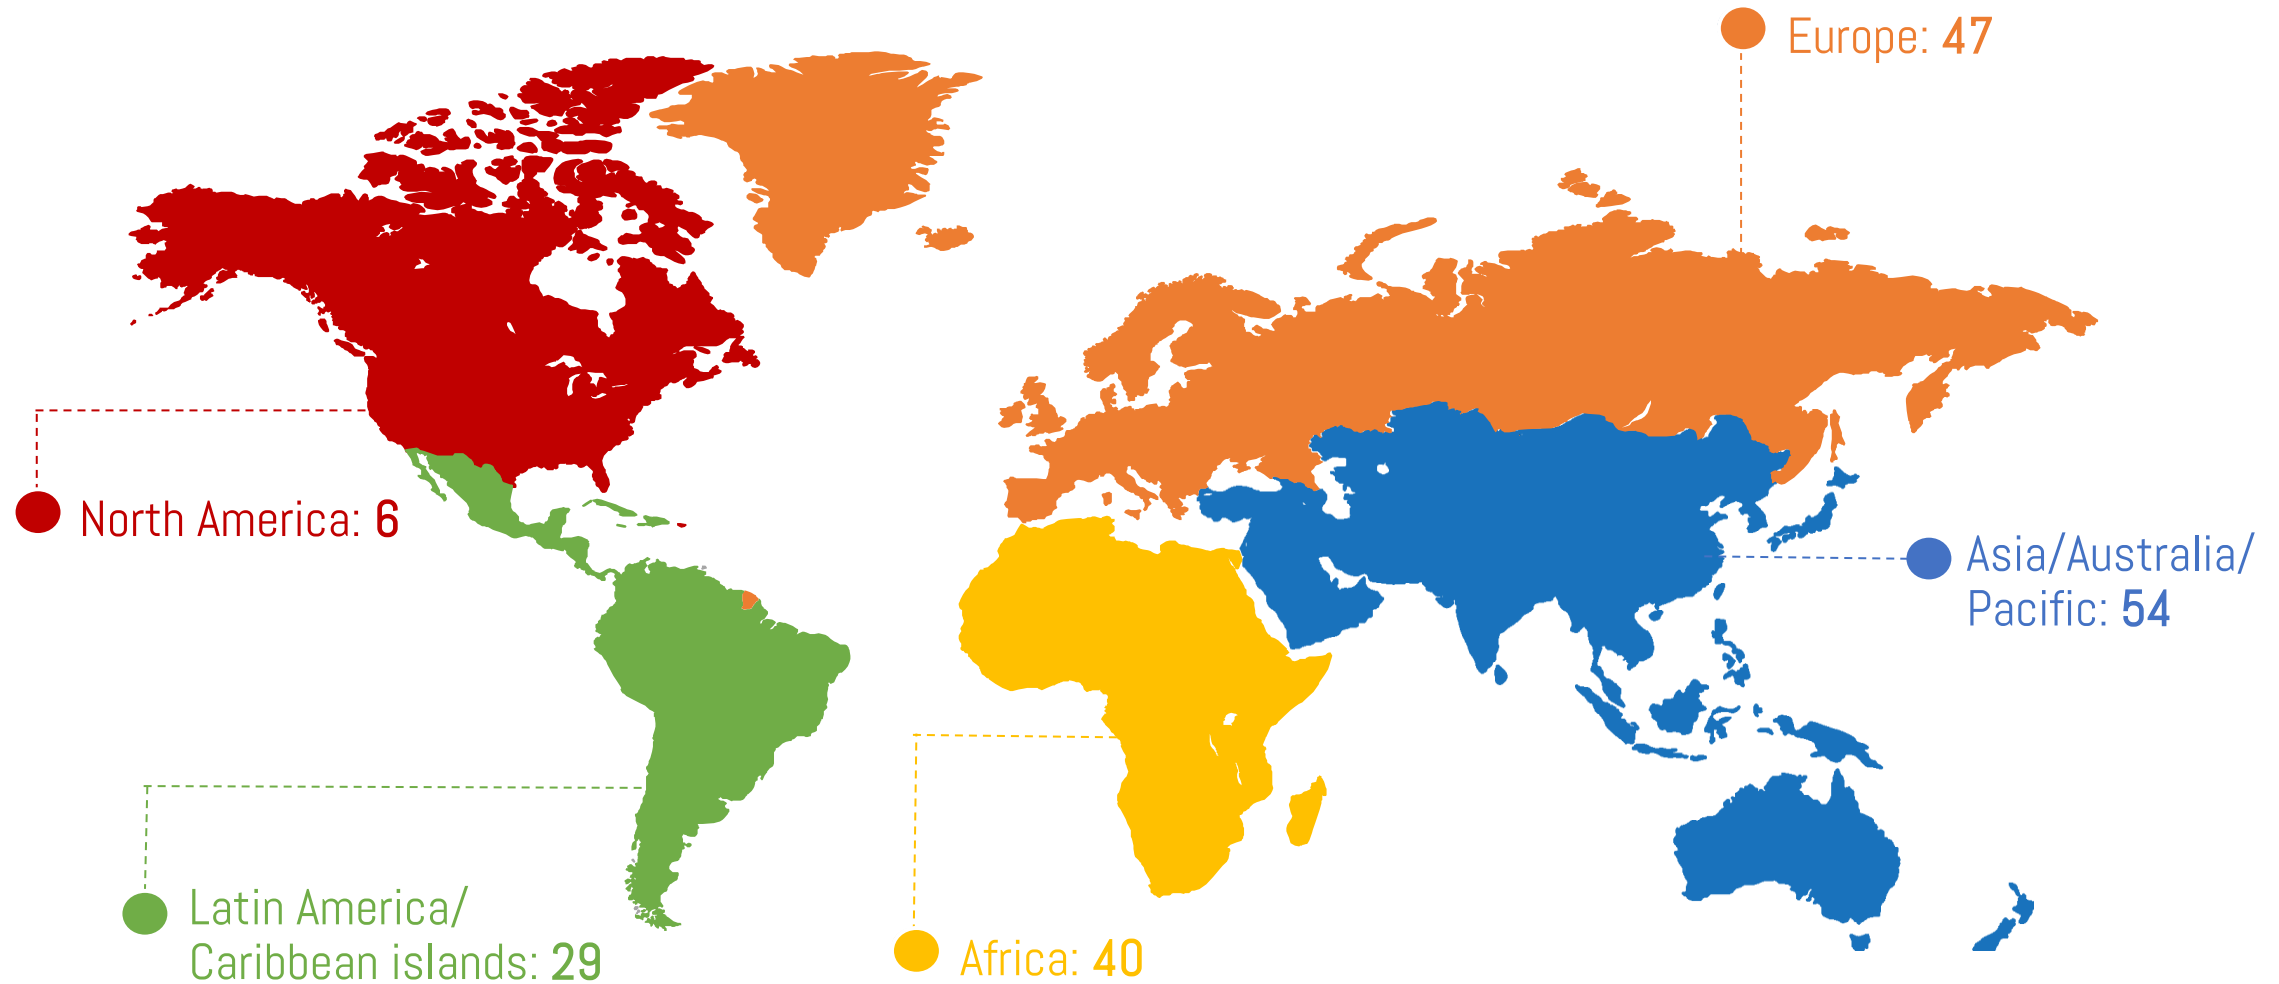 Europe: 47
North America: 6
Asia/Australia/
Pacific: 54
Latin America/
Caribbean islands: 29
Africa: 40